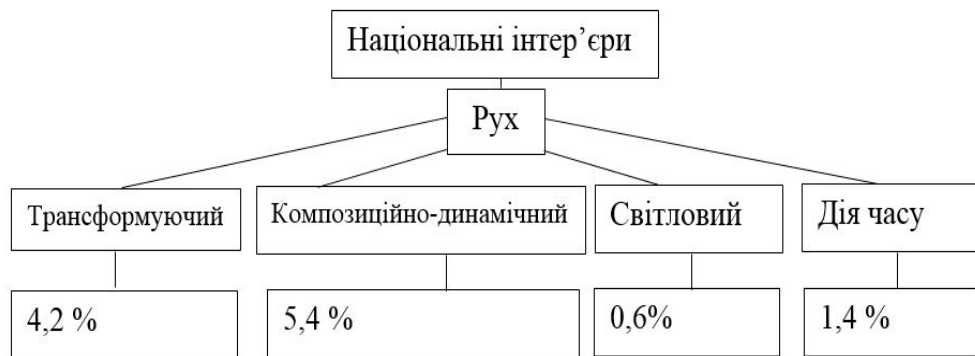 Національні інтер’єри
Рух
Трансформуючий
Композиційно-динамічний
Світловий
Дія часу
4,2 %
5,4 %
0,6%
1,4 %